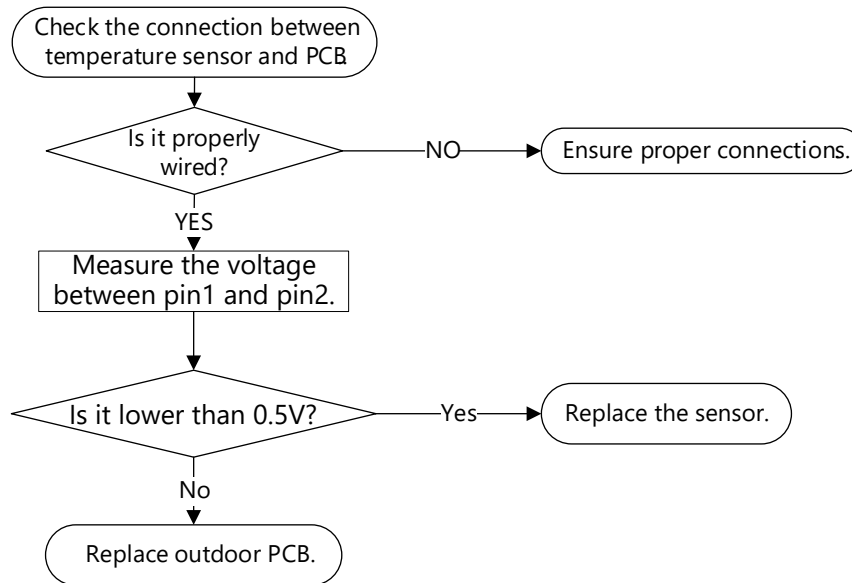 Check the connection between
temperature sensor and PCB.
Is it properly
wired?
NO
Ensure proper connections.
YES
Measure the voltage
between pin1 and pin2.
Is it lower than 0.5V?
Yes
Replace the sensor.
No
Replace outdoor PCB.